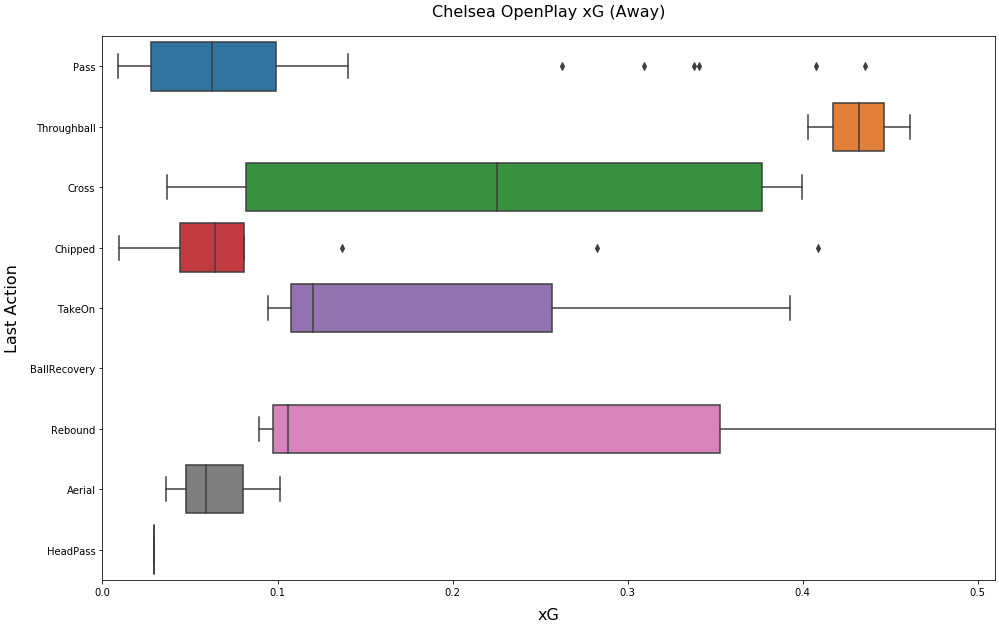 Chelsea OpenPlay xG (Away)
Last Action
Pass
Throughball
Cross
Chipped
TakeOn
BallRecovery
Rebound
Aerial
HeadPass
0.0 0.1 0.2 0.3 0.4 0.5
xG